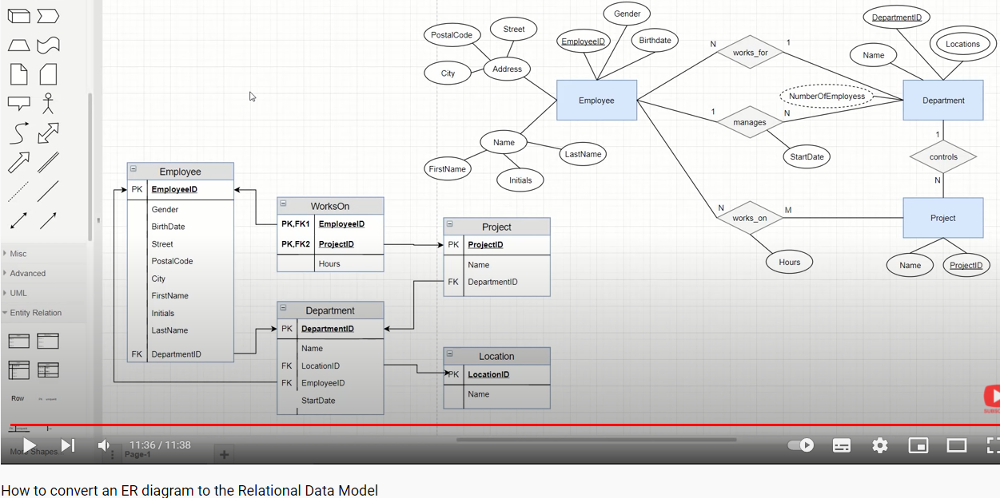 Gender
DepartmentID
Street
PostalCode
EmployeeID
Birthdate
N
works_for
1
Name
Locations
Address
City
Employee
NumberOfEmployess
Department
1
manages
N
1
Name
LastName
StartDate
controls
FirstName
Initials
N
N
works_on
M
Project
Hours
Name
ProjectID
Employee
PK EmployeeID
Gender
BirthDate
Street
PostalCode
City
FirstName
Initials
LastName
FK DepartmentID
WorksOn
PK,FK1 EmployeeID
PK,FK2 ProjectID
Hours
Project
PK ProjectID
Name
FK DepartmentID
Department
PK DepartmentID
Name
FK LocationID
FK EmployeeID
StartDate
Location
PK LocationID
Name
Misc
Advanced
UML
Entity Relation
Row
More Shapes
11:36 / 11:38
Page-1
How to convert an ER diagram to the Relational Data Model